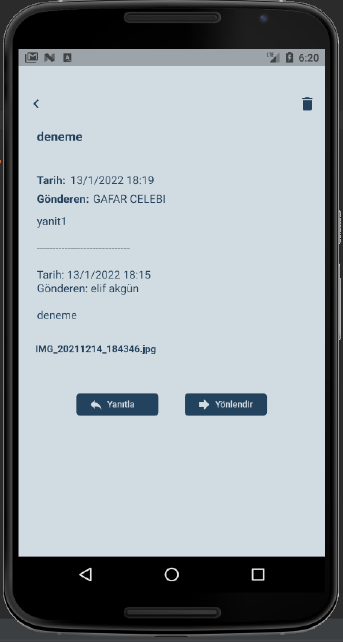 6:20
deneme
Tarih: 13/1/2022 18:19
Gönderen: GAFAR CELEBI
yanit1
------------------------------
Tarih: 13/1/2022 18:15
Gönderen: elif akgün
deneme
IMG_20211214_184346.jpg
Yanıtla
Yönlendir